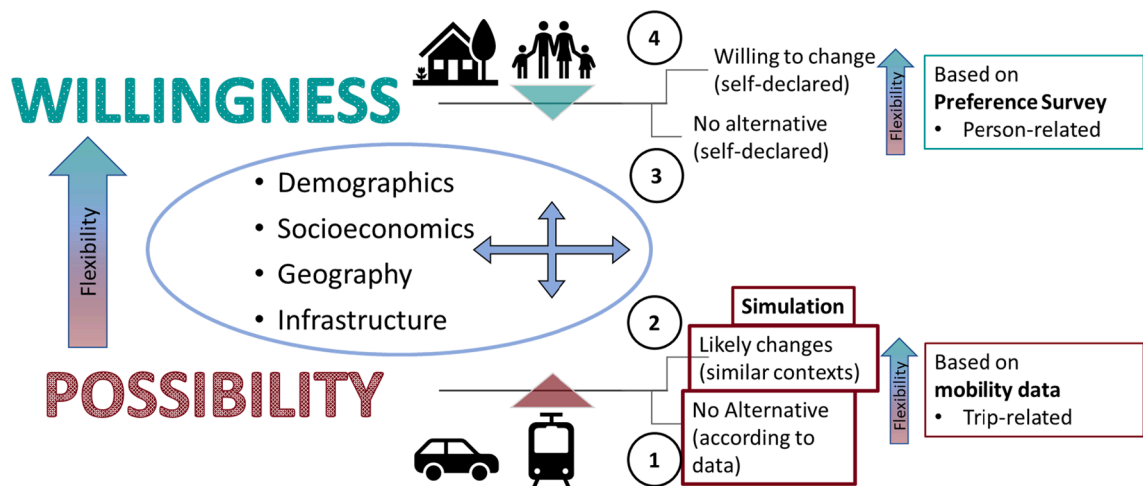 WILLINGNESS
Flexibility
POSSIBILITY
• Demographics
• Socioeconomics
• Geography
• Infrastructure
4
Willing to change
(self-declared)
No alternative
(self-declared)
3
Flexibility
Based on
Preference Survey
• Person-related
Simulation
2
Likely changes
(similar contexts)
No Alternative
(according to
data)
1
Flexibility
Based on
mobility data
• Trip-related